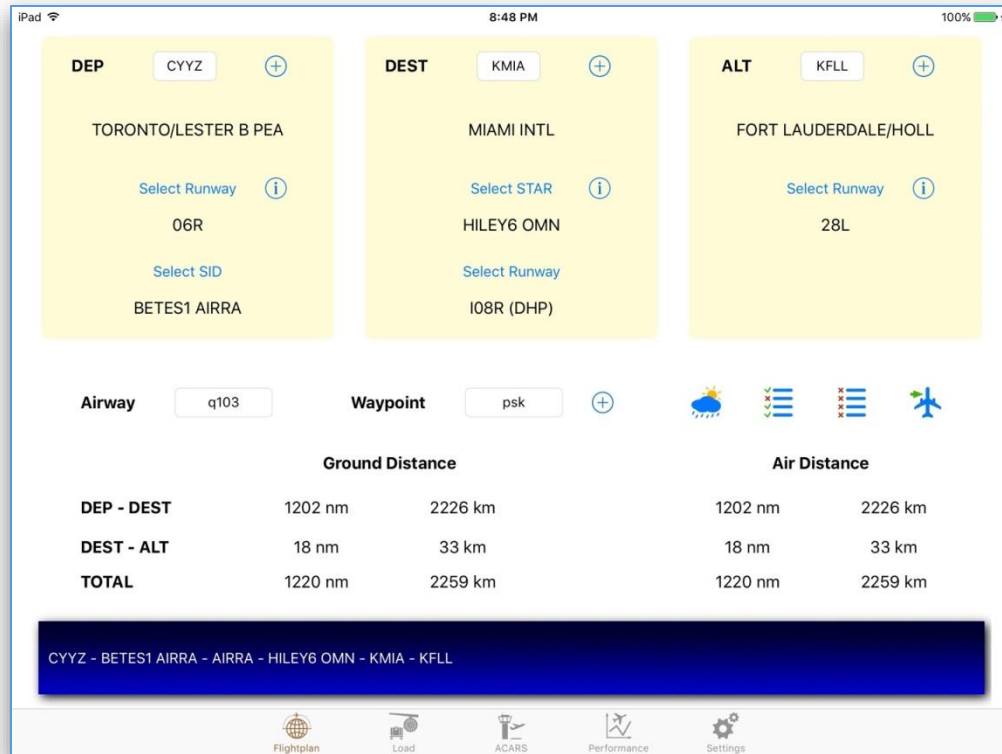 iPad 8:48 PM 100%
DEP CYYZ DEST KMIA ALT KFLL
TORONTO/LESTER B PEA MIAMI INTL FORT LAUDERDALE/HOLL
Select Runway Select STAR Select Runway
06R HILEY6 OMN 28L
Select SID Select Runway
BETES1 AIRRA I08R (DHP)
Airway q103 Waypoint psk
Ground Distance Air Distance
DEP - DEST 1202 nm 2226 km 1202 nm 2226 km
DEST - ALT 18 nm 33 km 18 nm 33 km
TOTAL 1220 nm 2259 km 1220 nm 2259 km
CYYZ - BETES1 AIRRA - AIRRA - HILEY6 OMN - KMIA - KFLL
Flightplan Load ACARS Performance Settings